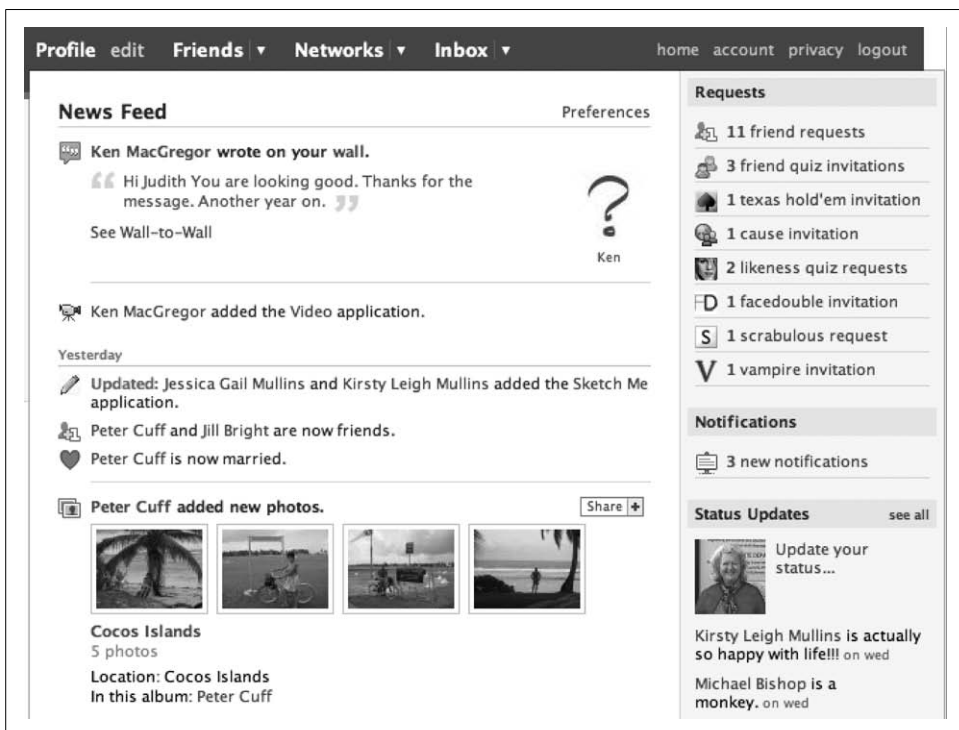 Profile edit Friends ▼ Networks ▼ Inbox ▼ home account privacy logout
News Feed Preferences
Ken MacGregor wrote on your wall.
Hi Judith You are looking good. Thanks for the
message. Another year on.
See Wall-to-Wall
Ken
Ken MacGregor added the Video application.
Yesterday
Updated: Jessica Gail Mullins and Kirsty Leigh Mullins added the Sketch Me
application.
Peter Cuff and Jill Bright are now friends.
Peter Cuff is now married.
Peter Cuff added new photos. Share +
Cocos Islands
5 photos
Location: Cocos Islands
In this album: Peter Cuff
Requests
11 friend requests
3 friend quiz invitations
1 texas hold'em invitation
1 cause invitation
2 likeness quiz requests
1 facedouble invitation
1 scrabulous request
1 vampire invitation
Notifications
3 new notifications
Status Updates see all
Update your
status...
Kirsty Leigh Mullins is actually
so happy with life!!! on wed
Michael Bishop is a
monkey. on wed